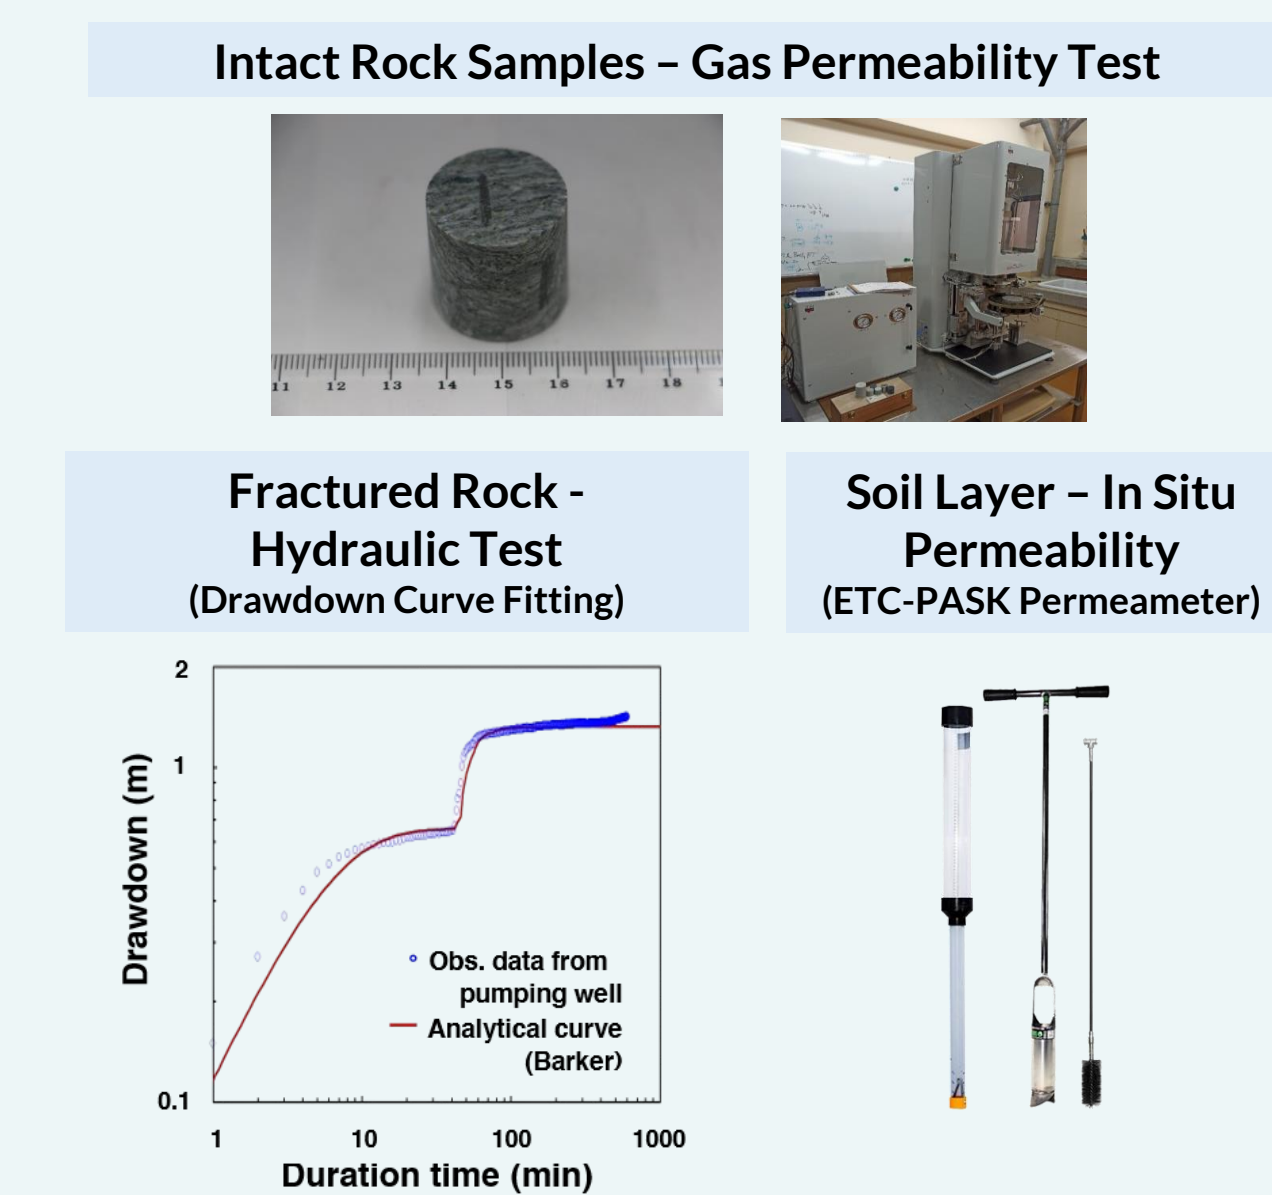 Intact Rock Samples – Gas Permeability Test
11 12 13 14 15 16 17 18
Fractured Rock -
Hydraulic Test
(Drawdown Curve Fitting)
Soil Layer – In Situ
Permeability
(ETC-PASK Permeameter)
2
1
0.1
Drawdown (m)
Obs. data from
pumping well
Analytical curve
(Barker)
1 10 100 1000
Duration time (min)